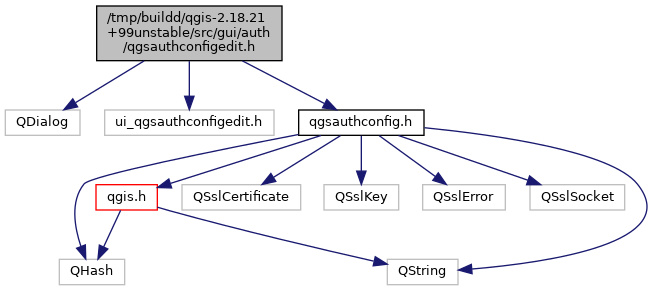 /tmp/buildd/qgis-2.18.21
+99unstable/src/gui/auth
/qgsauthconfigedit.h
QDialog
ui_qgsauthconfigedit.h
qgsauthconfig.h
qgis.h
QSslCertificate
QSslKey
QSslError
QSslSocket
QHash
QString